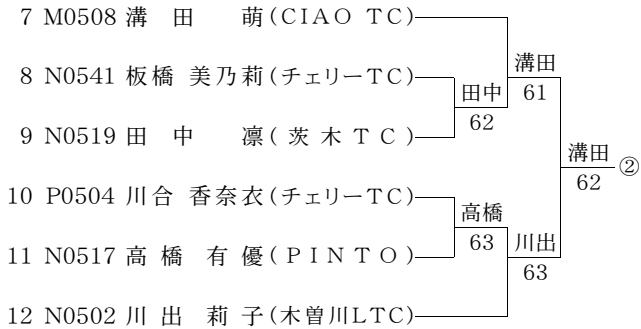 7 M0508 溝田 萌(CIAO TC)
溝田
8 N0541 板橋 美乃莉(チェリーTC)
61
田中
62
9 N0519 田中 凛(茨木TC)
溝田
②
62
10 P0504 川合 香奈衣(チェリーTC)
高橋
63
川出
11 N0517 高橋 有優(PINTO)
63
12 N0502 川出 莉子(木曽川LTC)